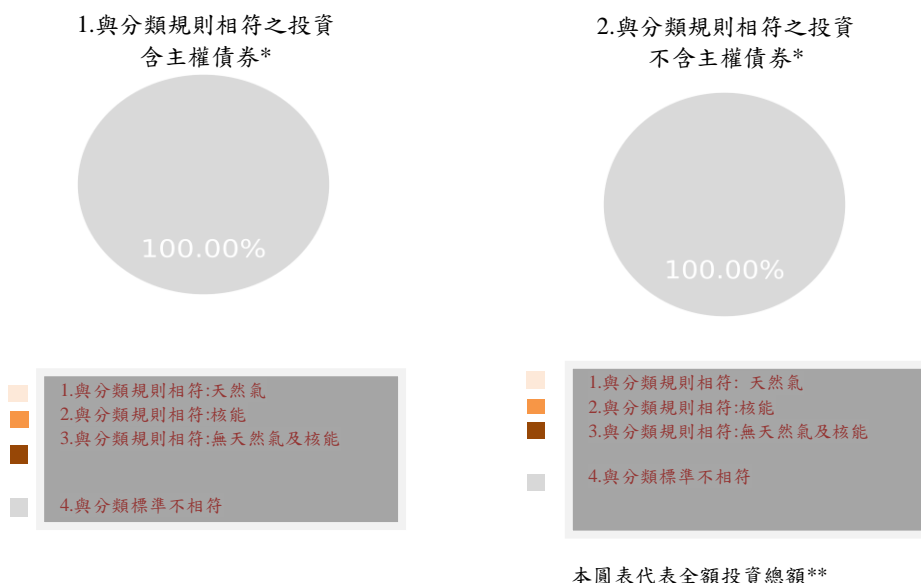 1.與分類規則相符之投資
含主權債券*
100.00%
1.與分類規則相符:天然氣
2.與分類規則相符:核能
3.與分類規則相符:無天然氣及核能
4.與分類標準不相符
2.與分類規則相符之投資
不含主權債券*
100.00%
1.與分類規則相符: 天然氣
2.與分類規則相符:核能
3.與分類規則相符:無天然氣及核能
4.與分類標準不相符
本圓表代表全額投資總額**